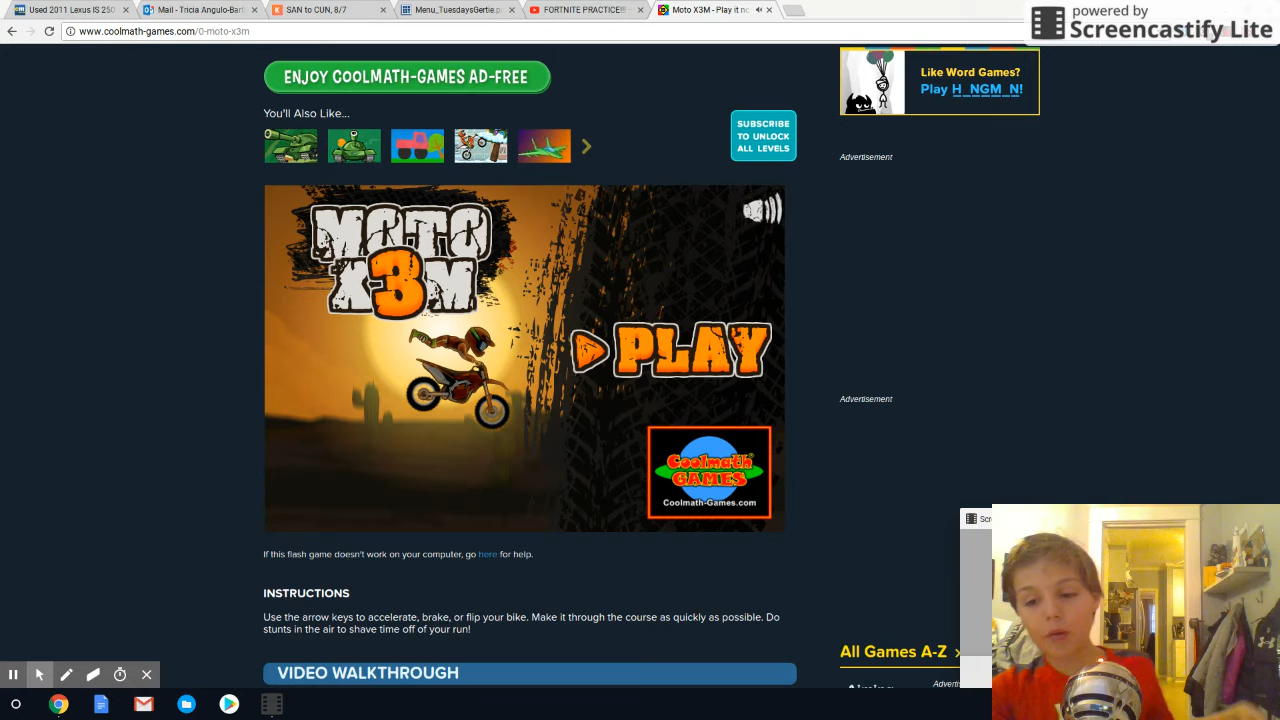 Used 2011 Lexus IS 250
Mail - Tricia Angulo-Bar
SAN to CUN, 8/7
Menu_TuesdaysGertie.p
FORTNITE PRACTICE!!!
Moto X3M - Play it no
powered by
Screencastify Lite
www.coolmath-games.com/0-moto-x3m
ENJOY COOLMATH-GAMES AD-FREE
Like Word Games?
Play H_NGM_N!
You'll Also Like...
SUBSCRIBE
TO UNLOCK
ALL LEVELS
Advertisement
MOTO
X3M
PLAY
Advertisement
Coolmath
GAMES
Coolmath-Games.com
Scr
If this flash game doesn't work on your computer, go here for help.
INSTRUCTIONS
Use the arrow keys to accelerate, brake, or flip your bike. Make it through the course as quickly as possible. Do
stunts in the air to shave time off of your run!
All Games A-Z
VIDEO WALKTHROUGH